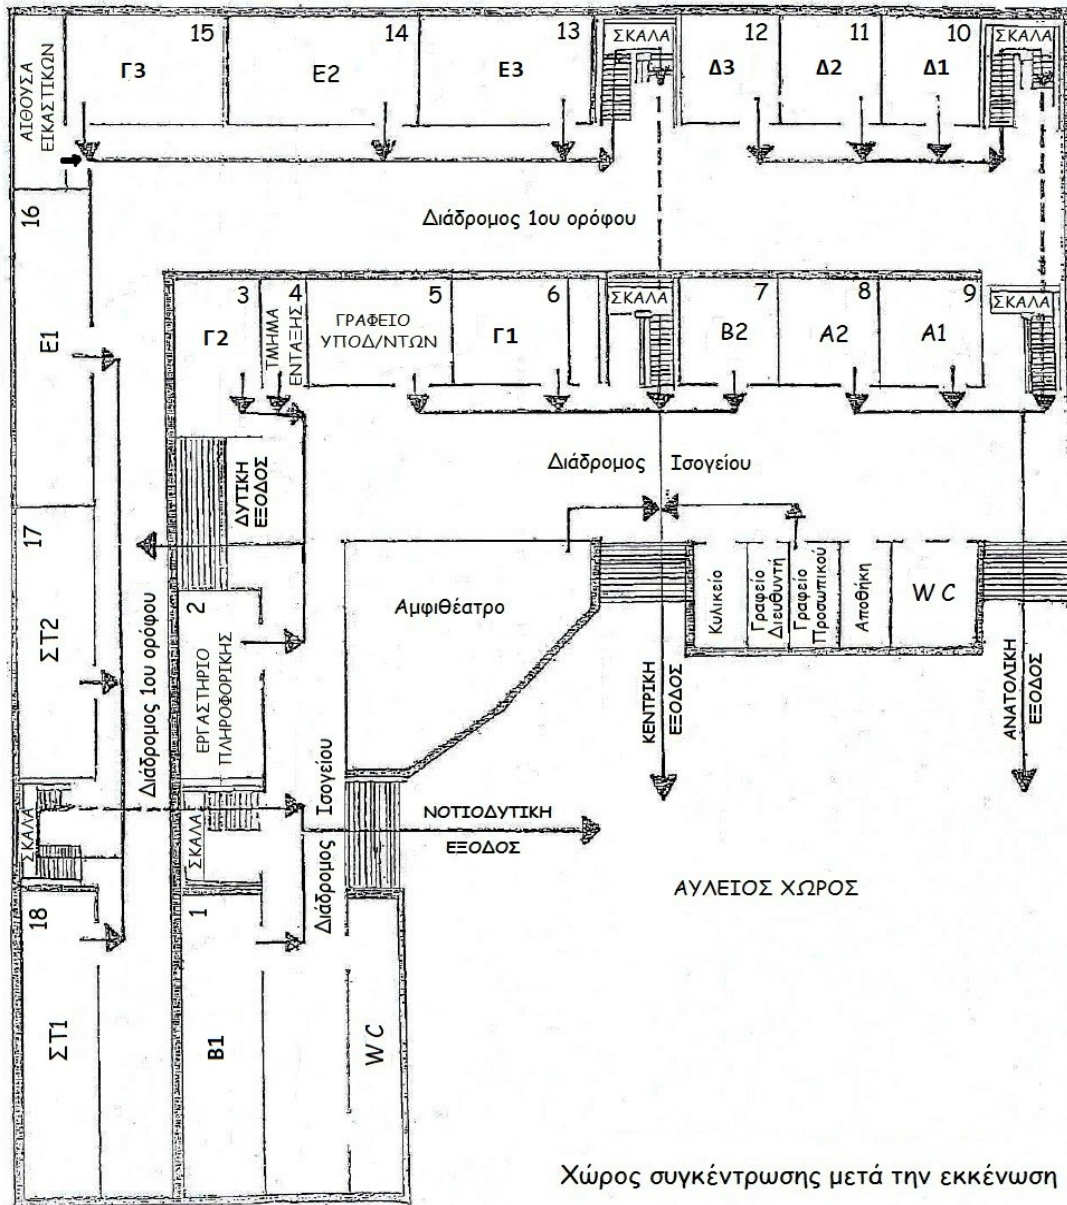 ΑΙΘΟΥΣΑ
ΕΙΚΑΣΤΙΚΩΝ
15
Γ3
14
Ε2
13
Ε3
ΣΚΑΛΑ
12
Δ3
11
Δ2
10
Δ1
ΣΚΑΛΑ
Διάδρομος 1ου ορόφου
16
Ε1
17
ΣΤ2
ΣΚΑΛΑ
18
ΣΤ1
Διάδρομος 1ου ορόφου
3
Γ2
4
ΤΜΗΜΑ
ΕΝΤΑΞΗΣ
5
ΓΡΑΦΕΙΟ
ΥΠΟΔ/ΝΤΩΝ
6
Γ1
ΣΚΑΛΑ
7
Β2
8
Α2
9
Α1
ΣΚΑΛΑ
Διάδρομος Ισογείου
ΔΥΤΙΚΗ
ΕΞΟΔΟΣ
2
ΕΡΓΑΣΤΗΡΙΟ
ΠΛΗΡΟΦΟΡΙΚΗΣ
ΣΚΑΛΑ
1
Β1
Διάδρομος Ισογείου
W C
Αμφιθέατρο
Κυλικείο
Γραφείο
Διευθυντή
Γραφείο
Προσωπικού
Αποθήκη
W C
ΚΕΝΤΡΙΚΗ
ΕΞΟΔΟΣ
ΑΝΑΤΟΛΙΚΗ
ΕΞΟΔΟΣ
ΝΟΤΙΟΔΥΤΙΚΗ
ΕΞΟΔΟΣ
ΑΥΛΕΙΟΣ ΧΩΡΟΣ
Χώρος συγκέντρωσης μετά την εκκένωση